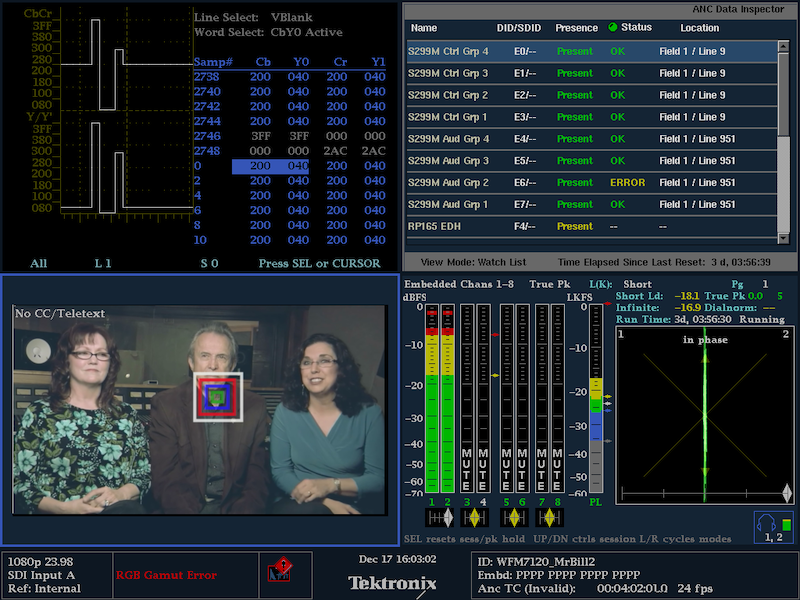 CbCr
3FF
380
300
280
200
180
100
080
Y/Y'
3FF
380
300
280
200
180
100
080
Line Select: VBlank
Word Select: CbY0 Active
Samp# Cb Y0 Cr Y1
2738 200 040 200 040
2740 200 040 200 040
2742 200 040 200 040
2744 200 040 200 040
2746 3FF 3FF 000 000
2748 000 000 2AC 2AC
0 200 040 200 040
2 200 040 200 040
4 200 040 200 040
6 200 040 200 040
8 200 040 200 040
10 200 040 200 040
All L 1 S 0 Press SEL or CURSOR
ANC Data Inspector
Name DID/SDID Presence Status Location
S299M Ctrl Grp 4 E0/-- Present OK Field 1 / Line 9
S299M Ctrl Grp 3 E1/-- Present OK Field 1 / Line 9
S299M Ctrl Grp 2 E2/-- Present OK Field 1 / Line 9
S299M Ctrl Grp 1 E3/-- Present OK Field 1 / Line 9
S299M Aud Grp 4 E4/-- Present OK Field 1 / Line 951
S299M Aud Grp 3 E5/-- Present OK Field 1 / Line 951
S299M Aud Grp 2 E6/-- Present ERROR Field 1 / Line 951
S299M Aud Grp 1 E7/-- Present OK Field 1 / Line 951
RP165 EDH F4/-- Present -- --
View Mode: Watch List Time Elapsed Since Last Reset: 3 d, 03:56:39
No CC/Teletext
Embedded Chans 1-8 True Pk L(K): Short Pg 1
dBFS LKFS
Short Ld: -18.1 True Pk 0.0 5
Infinite: -16.9 Dialnorm: --
Run Time: 3d, 03:56:30 Running
0
-10
-20
-30
-40
-50
-60
-70
MUTE MUTE MUTE MUTE MUTE MUTE
1 2 3 4 5 6 7 8
0
-10
-20
-30
-40
-50
-60
PL
1 in phase 2
SEL resets sess/pk hold UP/DN ctrls session L/R cycles modes
1, 2
1080p 23.98
SDI Input A
Ref: Internal
RGB Gamut Error
Dec 17 16:03:02
Tektronix
ID: WFM7120_MrBill2
Embd: PPPP PPPP PPPP PPPP
Anc TC (Invalid): 24 fps